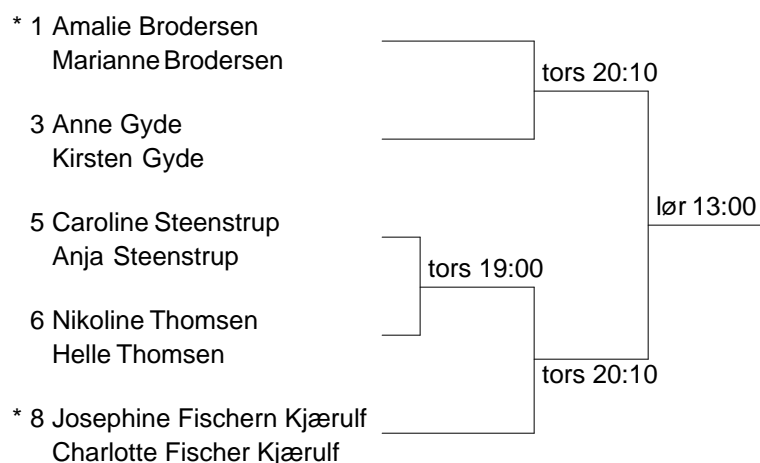 * 1 Amalie Brodersen
Marianne Brodersen
tors 20:10
3 Anne Gyde
Kirsten Gyde
lør 13:00
5 Caroline Steenstrup
Anja Steenstrup
tors 19:00
6 Nikoline Thomsen
Helle Thomsen
tors 20:10
* 8 Josephine Fischern Kjærulf
Charlotte Fischer Kjærulf